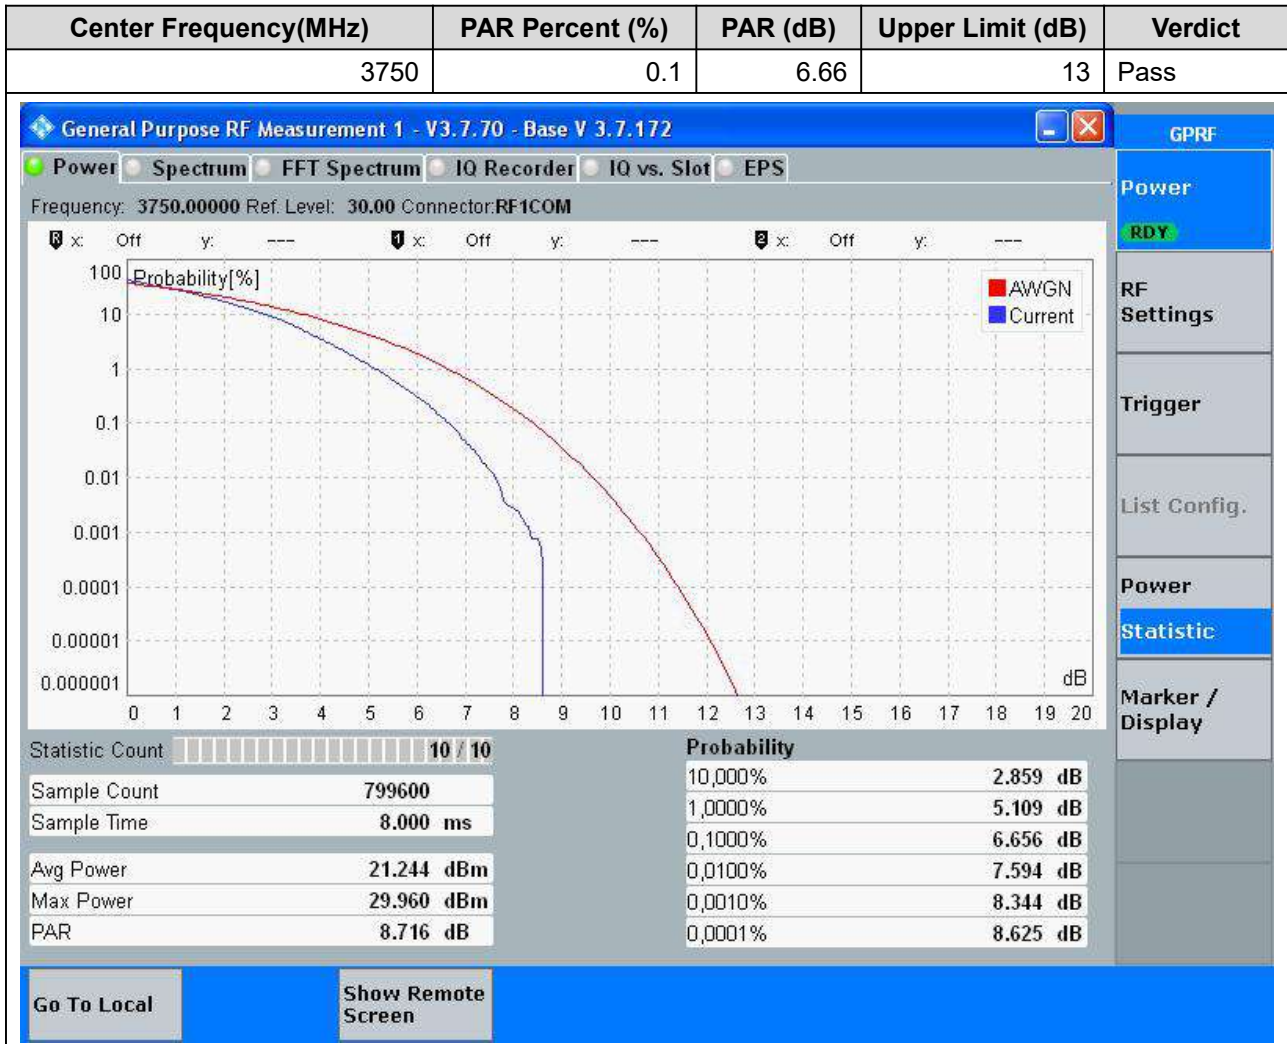 Center Frequency(MHz) PAR Percent (%) PAR (dB) Upper Limit (dB) Verdict
3750 0.1 6.66 13 Pass
General Purpose RF Measurement 1 - V3.7.70 - Base V 3.7.172
GPRF
Power Spectrum FFT Spectrum IQ Recorder IQ vs. Slot EPS
Power
RDY
Frequency: 3750.00000 Ref. Level: 30.00 Connector:RF1COM
R x: Off y: --- 1 x: Off y: --- 2 x: Off y: ---
Probability[%]
AWGN
Current
100
10
1
0.1
0.01
0.001
0.0001
0.00001
0.000001
dB
0 1 2 3 4 5 6 7 8 9 10 11 12 13 14 15 16 17 18 19 20
RF
Settings
Trigger
List Config.
Power
Statistic
Marker /
Display
Statistic Count 10 / 10
Sample Count 799600
Sample Time 8.000 ms
Avg Power 21.244 dBm
Max Power 29.960 dBm
PAR 8.716 dB
Probability
10,000% 2.859 dB
1,0000% 5.109 dB
0,1000% 6.656 dB
0,0100% 7.594 dB
0,0010% 8.344 dB
0,0001% 8.625 dB
Go To Local
Show Remote
Screen